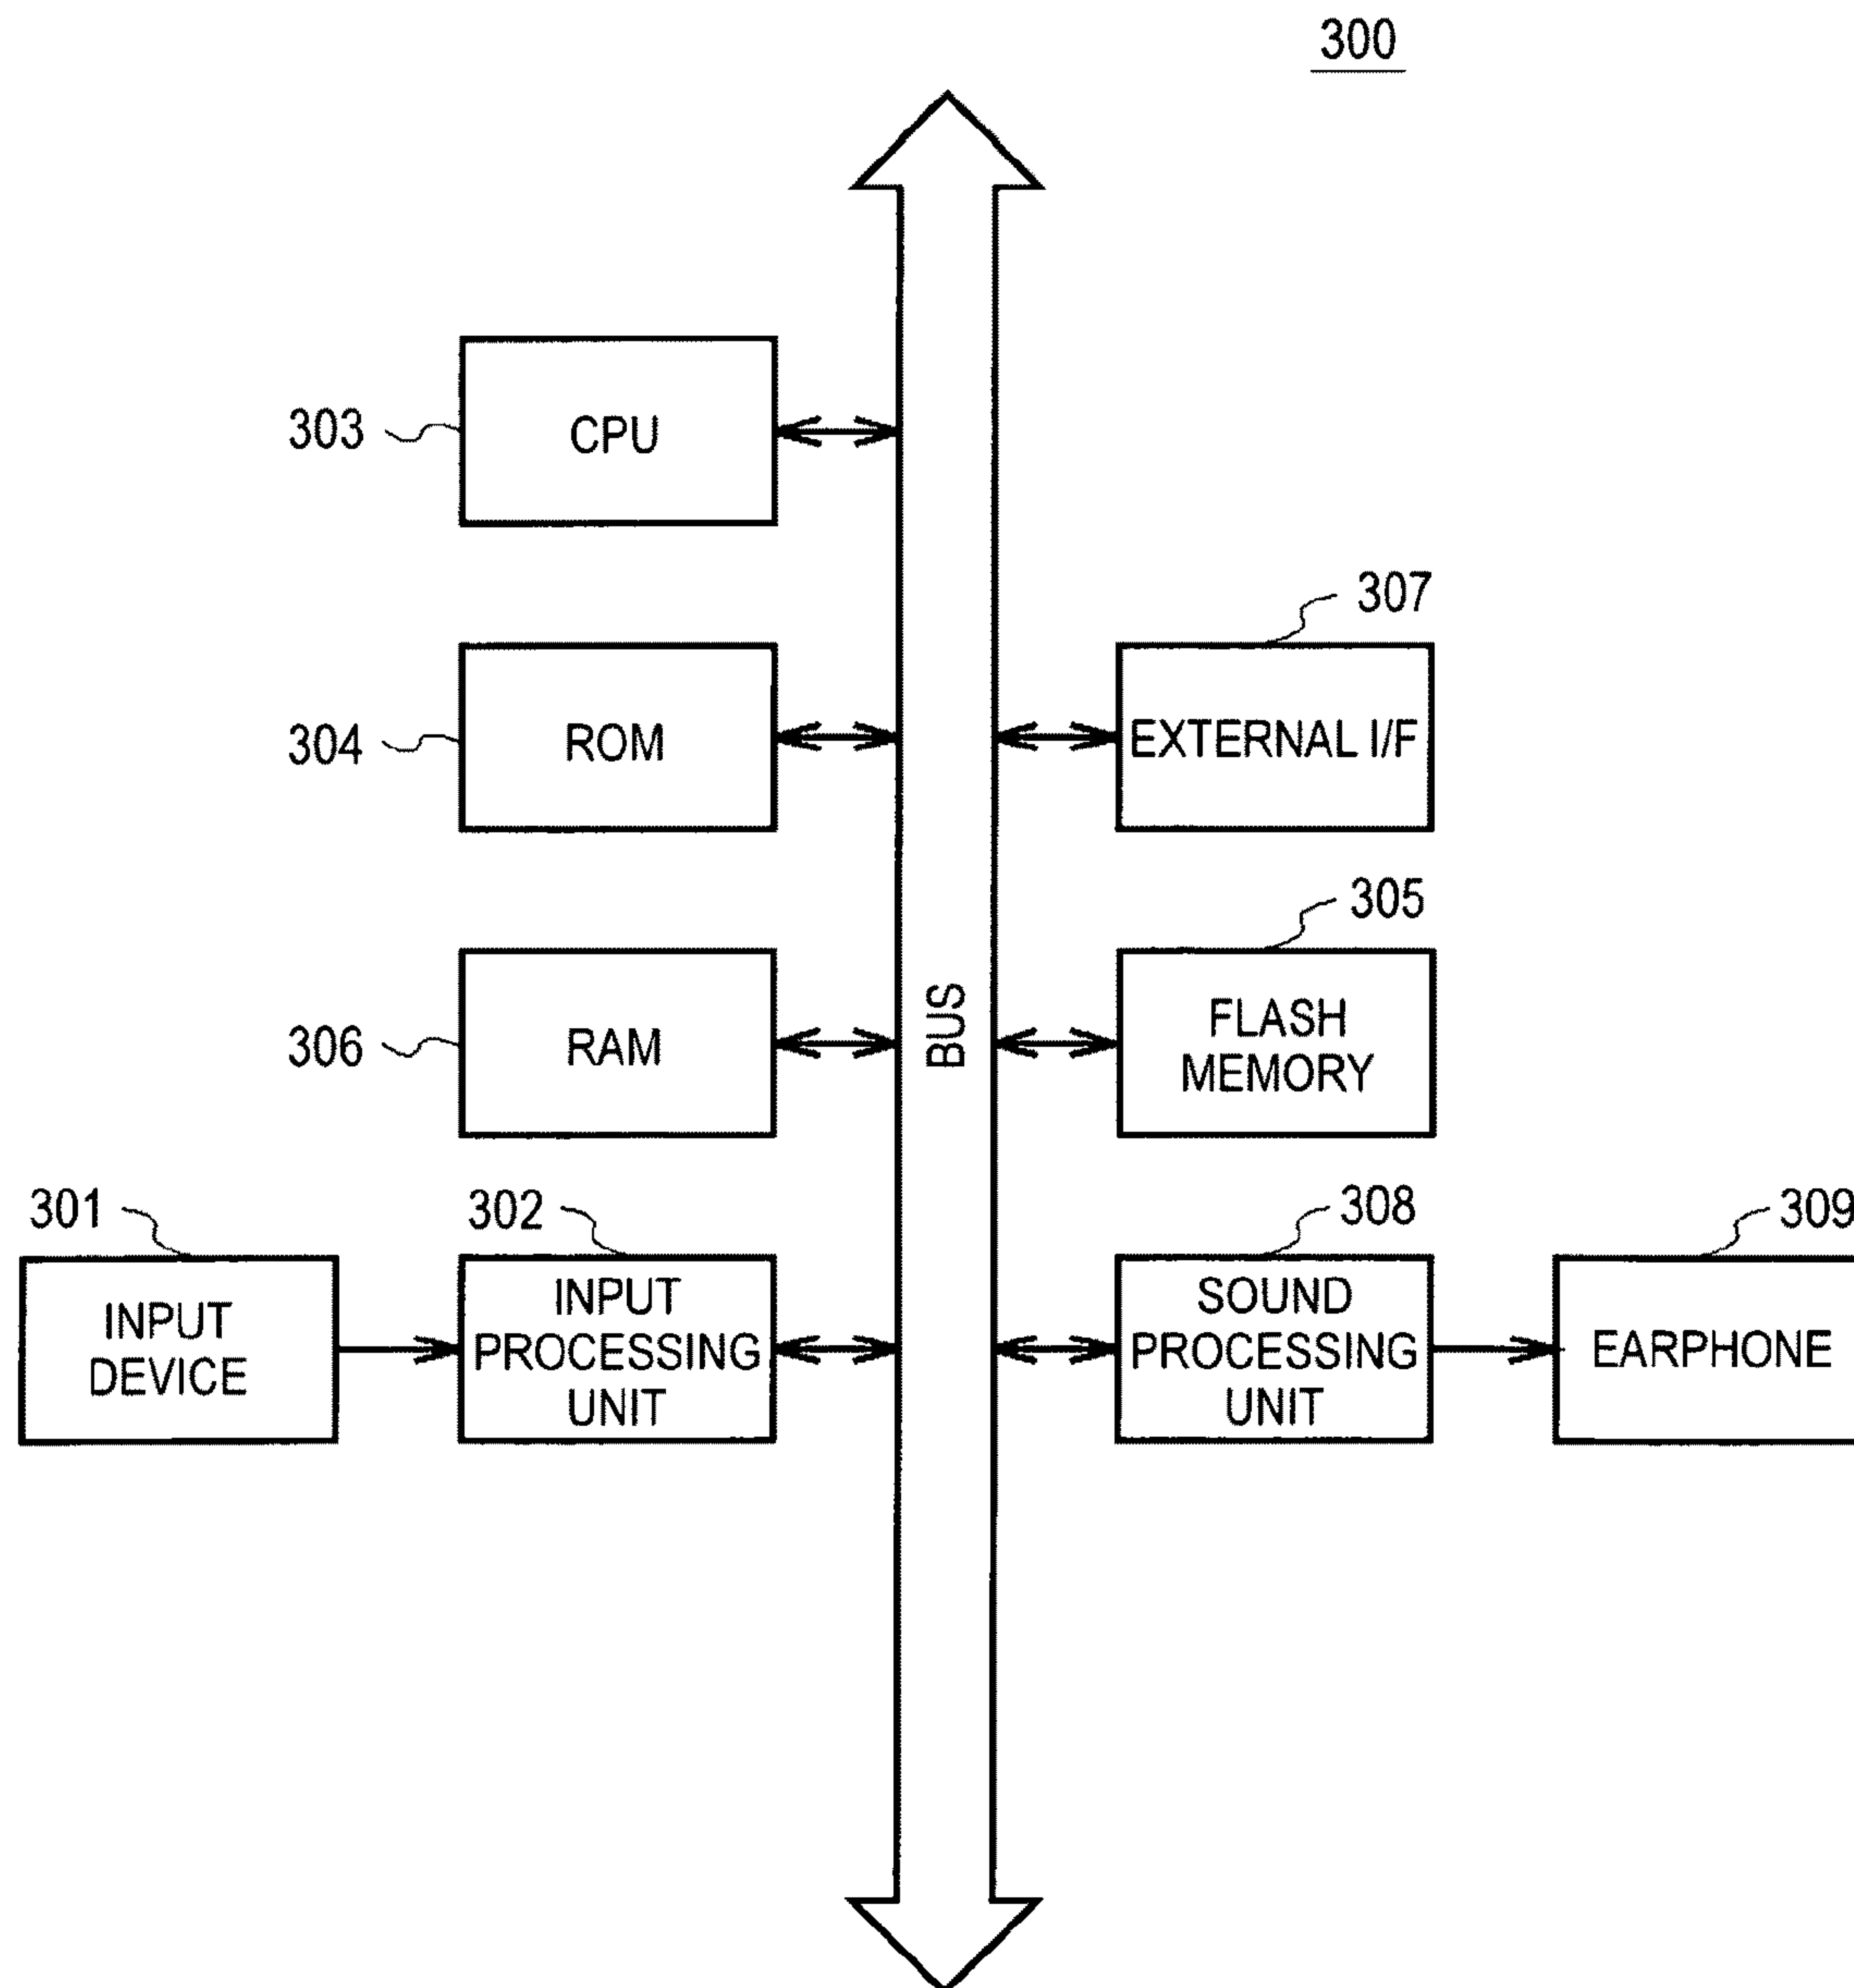 300
303
CPU
307
304
ROM
EXTERNAL I/F
305
306
RAM
BUS
FLASH
MEMORY
301
302
308
309
INPUT
DEVICE
INPUT
PROCESSING
UNIT
SOUND
PROCESSING
UNIT
EARPHONE